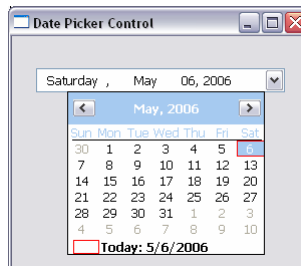 Date Picker Control
Saturday , May 06, 2006
May, 2006
Sun Mon Tue Wed Thu Fri Sat
30 1 2 3 4 5 6
7 8 9 10 11 12 13
14 15 16 17 18 19 20
21 22 23 24 25 26 27
28 29 30 31 1 2 3
4 5 6 7 8 9 10
Today: 5/6/2006